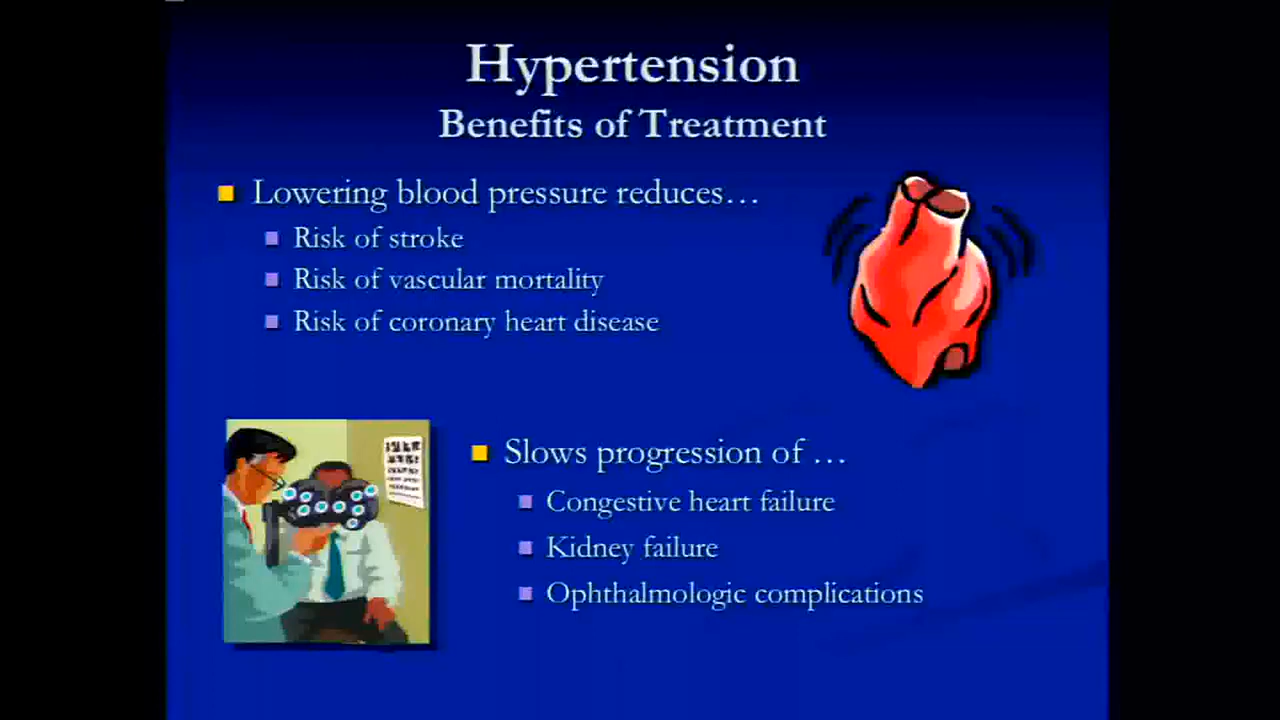 Hypertension
Benefits of Treatment
Lowering blood pressure reduces…
Risk of stroke
Risk of vascular mortality
Risk of coronary heart disease
Slows progression of …
Congestive heart failure
Kidney failure
Ophthalmologic complications